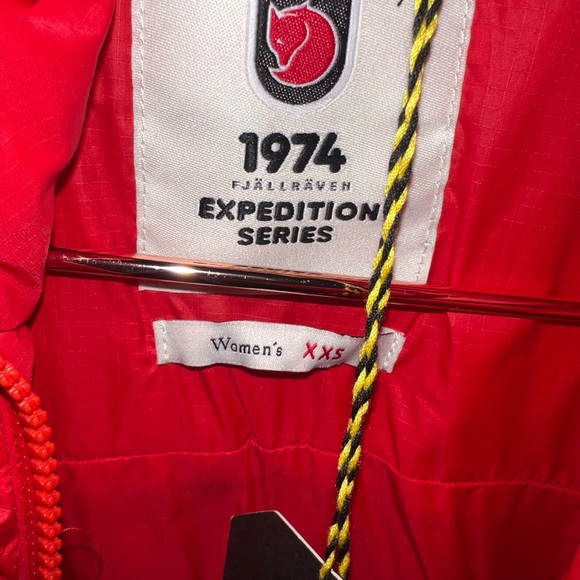 1974
FJÄLLRÄVEN
EXPEDITION
SERIES
Women's XXS